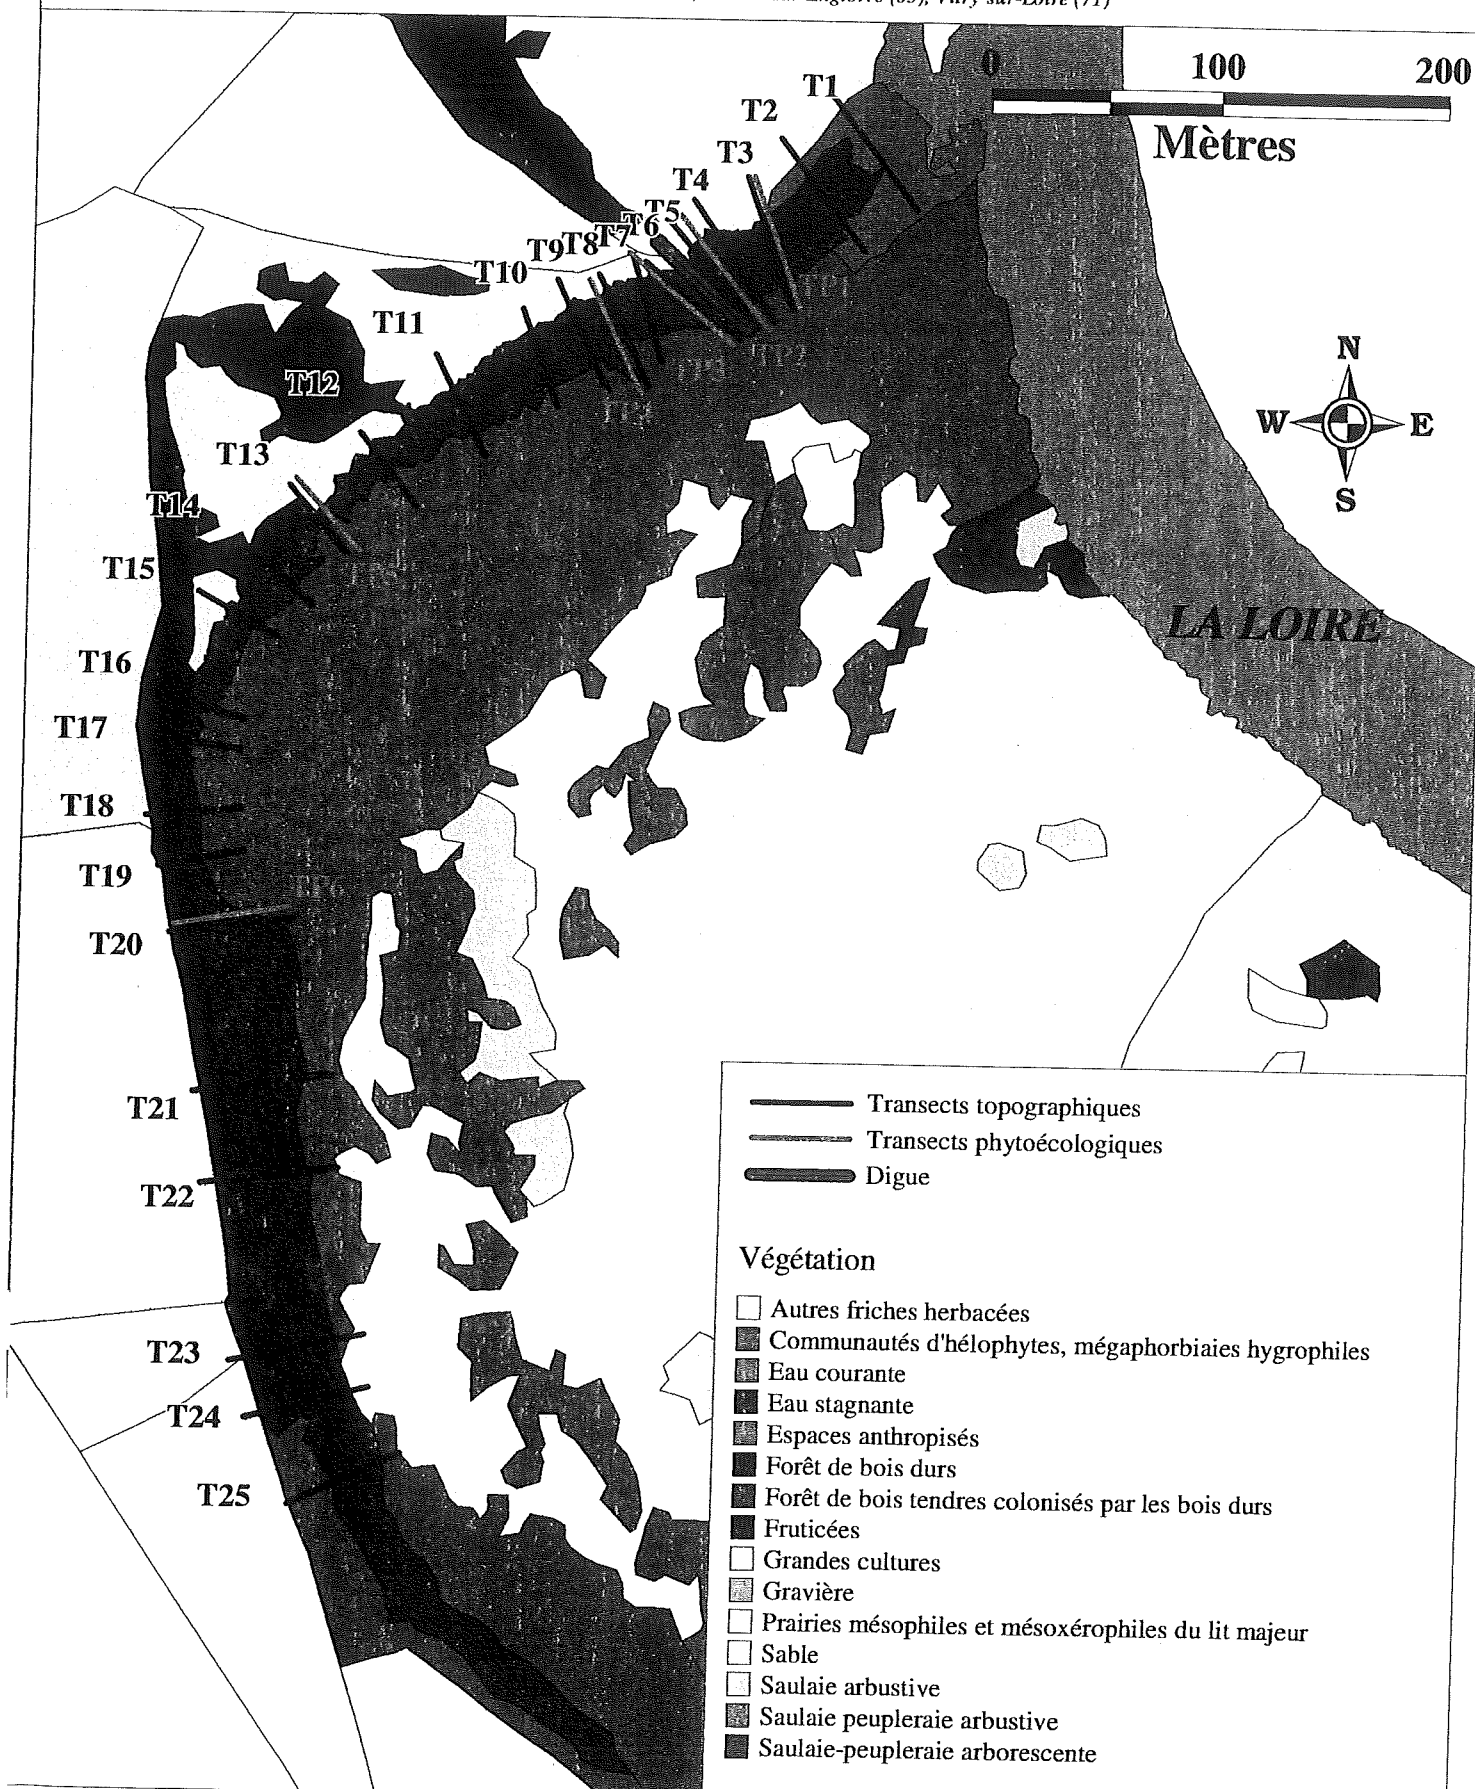 (71)
0 100 200
Mètres
T1
T2
T3
T4
T5
T6
T7
T8
T9
T10
T11
T12
T13
T14
T15
T16
T17
T18
T19
T20
T21
T22
T23
T24
T25
TP1
TP2
N
W E
S
LA LOIRE
Transects topographiques
Transects phytoécologiques
Digue
Végétation
Autres friches herbacées
Communautés d'hélophytes, mégaphorbiaies hygrophiles
Eau courante
Eau stagnante
Espaces anthropisés
Forêt de bois durs
Forêt de bois tendres colonisés par les bois durs
Fruticées
Grandes cultures
Gravière
Prairies mésophiles et mésoxérophiles du lit majeur
Sable
Saulaie arbustive
Saulaie peupleraie arbustive
Saulaie-peupleraie arborescente